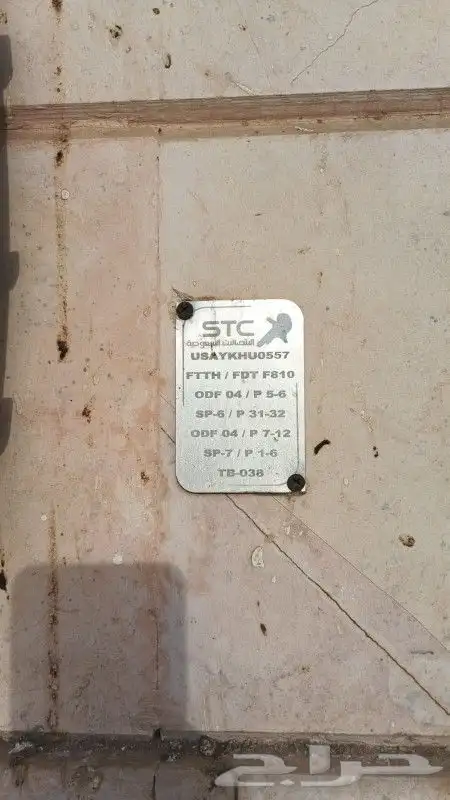 STC
الاتصالات السعودية
USAYKHU0557
FTTH / FDT F810
ODF 04 / P 5-6
SP-6 / P 31-32
ODF 04 / P 7-12
SP-7 / P 1-6
TB-038
حراج